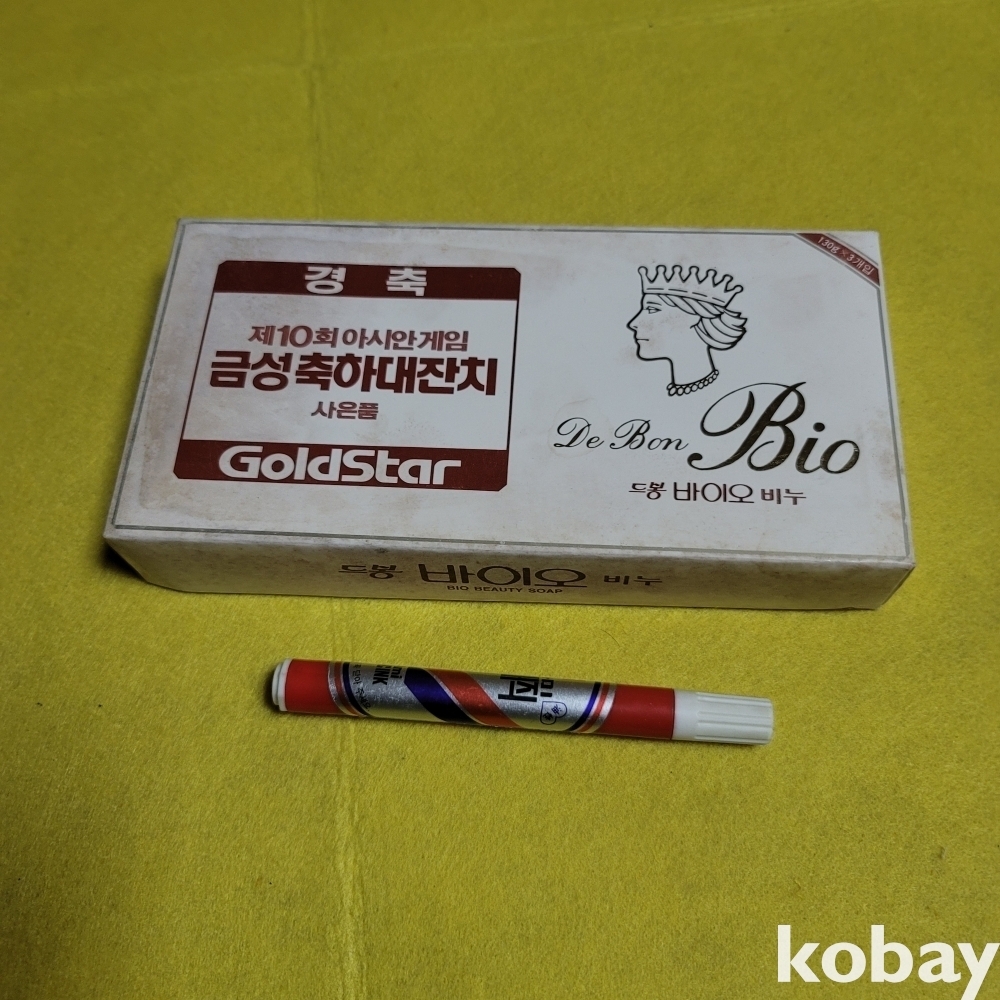 경 축
제10회 아시안게임
금성 축하대잔치
사은품
GoldStar
130g × 3개입
De Bon Bio
드봉 바이오 비누
드봉 바이오 비누
BIO BEAUTY SOAP
kobay